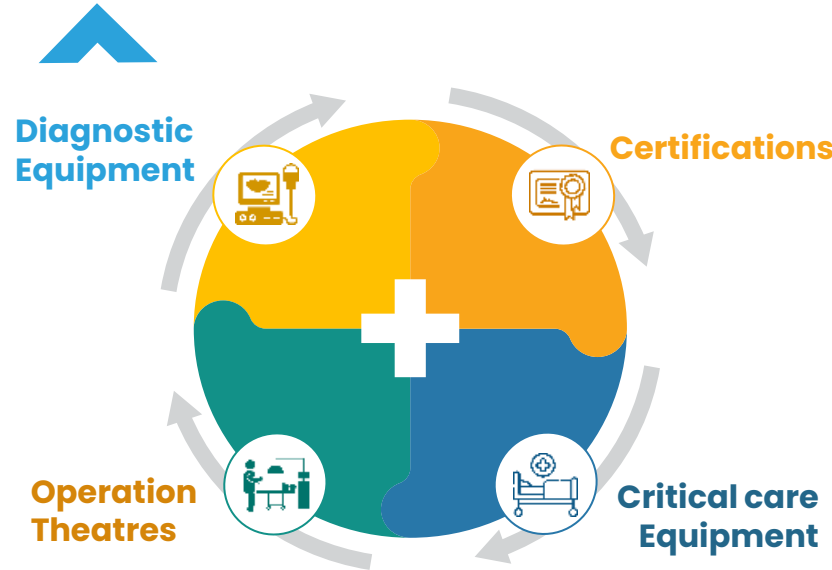 Diagnostic
Equipment
Certifications
Operation
Theatres
Critical care
Equipment